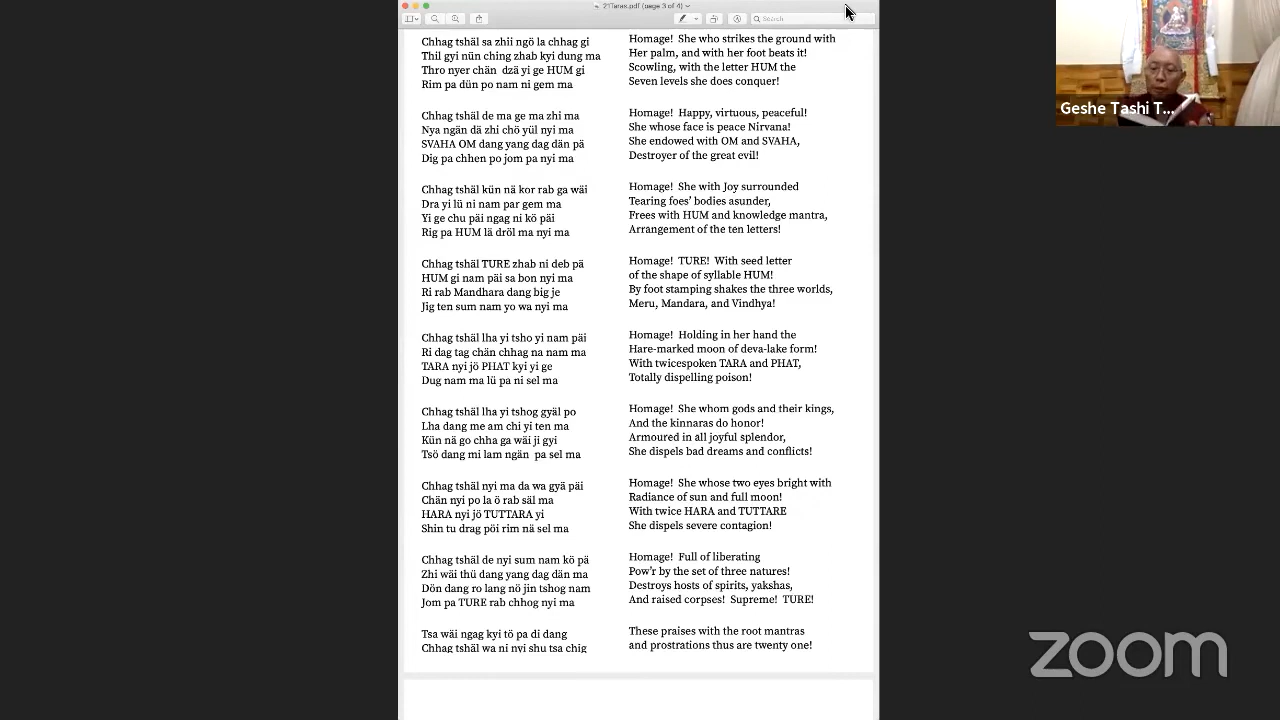 21Taras.pdf (page 3 of 4)
Search
Chhag tshäl sa zhii ngö la chhag gi
Thil gyi nün ching zhab kyi dung ma
Thro nyer chän dzä yi ge HUM gi
Rim pa dün po nam ni gem ma
Chhag tshäl de ma ge ma zhi ma
Nya ngän dä zhi chö yül nyi ma
SVAHA OM dang yang dag dän pä
Dig pa chhen po jom pa nyi ma
Chhag tshäl kün nä kor rab ga wäi
Dra yi lü ni nam par gem ma
Yi ge chu päi ngag ni kö päi
Rig pa HUM lä dröl ma nyi ma
Chhag tshäl TURE zhab ni deb pä
HUM gi nam päi sa bon nyi ma
Ri rab Mandhara dang big je
Jig ten sum nam yo wa nyi ma
Chhag tshäl lha yi tsho yi nam päi
Ri dag tag chän chhag na nam ma
TARA nyi jö PHAT kyi yi ge
Dug nam ma lü pa ni sel ma
Chhag tshäl lha yi tshog gyäl po
Lha dang me am chi yi ten ma
Kün nä go chha ga wäi ji gyi
Tsö dang mi lam ngän pa sel ma
Chhag tshäl nyi ma da wa gyä päi
Chän nyi po la ö rab säl ma
HARA nyi jö TUTTARA yi
Shin tu drag pöi rim nä sel ma
Chhag tshäl de nyi sum nam kö pä
Zhi wäi thü dang yang dag dän ma
Dön dang ro lang nö jin tshog nam
Jom pa TURE rab chhog nyi ma
Tsa wäi ngag kyi tö pa di dang
Chhag tshäl wa ni nyi shu tsa chig
Homage! She who strikes the ground with
Her palm, and with her foot beats it!
Scowling, with the letter HUM the
Seven levels she does conquer!
Homage! Happy, virtuous, peaceful!
She whose face is peace Nirvana!
She endowed with OM and SVAHA,
Destroyer of the great evil!
Homage! She with Joy surrounded
Tearing foes’ bodies asunder,
Frees with HUM and knowledge mantra,
Arrangement of the ten letters!
Homage! TURE! With seed letter
of the shape of syllable HUM!
By foot stamping shakes the three worlds,
Meru, Mandara, and Vindhya!
Homage! Holding in her hand the
Hare-marked moon of deva-lake form!
With twicespoken TARA and PHAT,
Totally dispelling poison!
Homage! She whom gods and their kings,
And the kinnaras do honor!
Armoured in all joyful splendor,
She dispels bad dreams and conflicts!
Homage! She whose two eyes bright with
Radiance of sun and full moon!
With twice HARA and TUTTARE
She dispels severe contagion!
Homage! Full of liberating
Pow’r by the set of three natures!
Destroys hosts of spirits, yakshas,
And raised corpses! Supreme! TURE!
These praises with the root mantras
and prostrations thus are twenty one!
Geshe Tashi T...
zoom